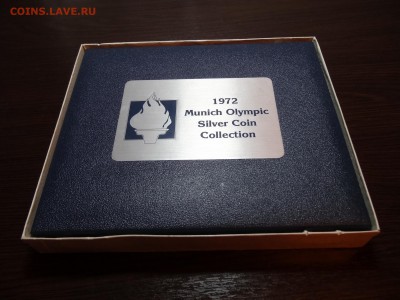 COINS.LAVE.RU
1972
Munich Olympic
Silver Coin
Collection